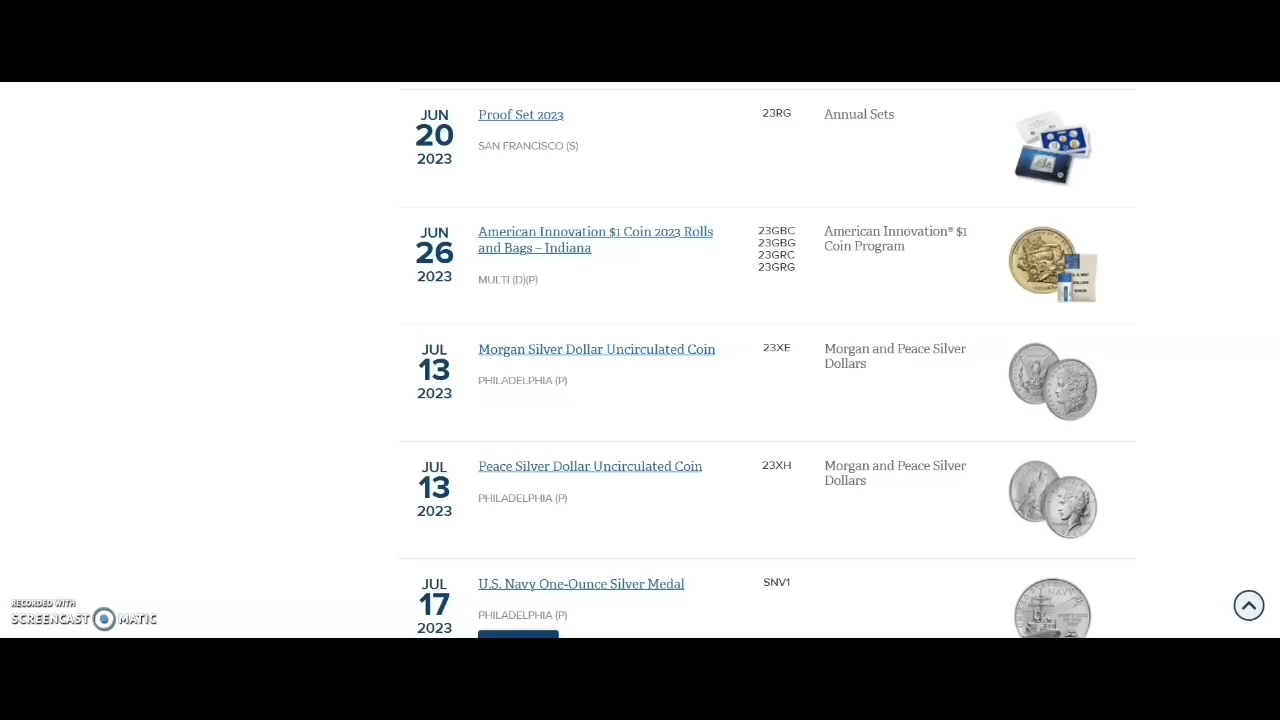 JUN
20
2023
Proof Set 2023
SAN FRANCISCO (S)
23RG
Annual Sets
JUN
26
2023
American Innovation $1 Coin 2023 Rolls
and Bags – Indiana
MULTI (D)(P)
23GBC
23GBG
23GRC
23GRG
American Innovation® $1
Coin Program
JUL
13
2023
Morgan Silver Dollar Uncirculated Coin
PHILADELPHIA (P)
23XE
Morgan and Peace Silver
Dollars
JUL
13
2023
Peace Silver Dollar Uncirculated Coin
PHILADELPHIA (P)
23XH
Morgan and Peace Silver
Dollars
JUL
17
2023
U.S. Navy One-Ounce Silver Medal
PHILADELPHIA (P)
SNV1
RECORDED WITH
SCREENCAST MATIC